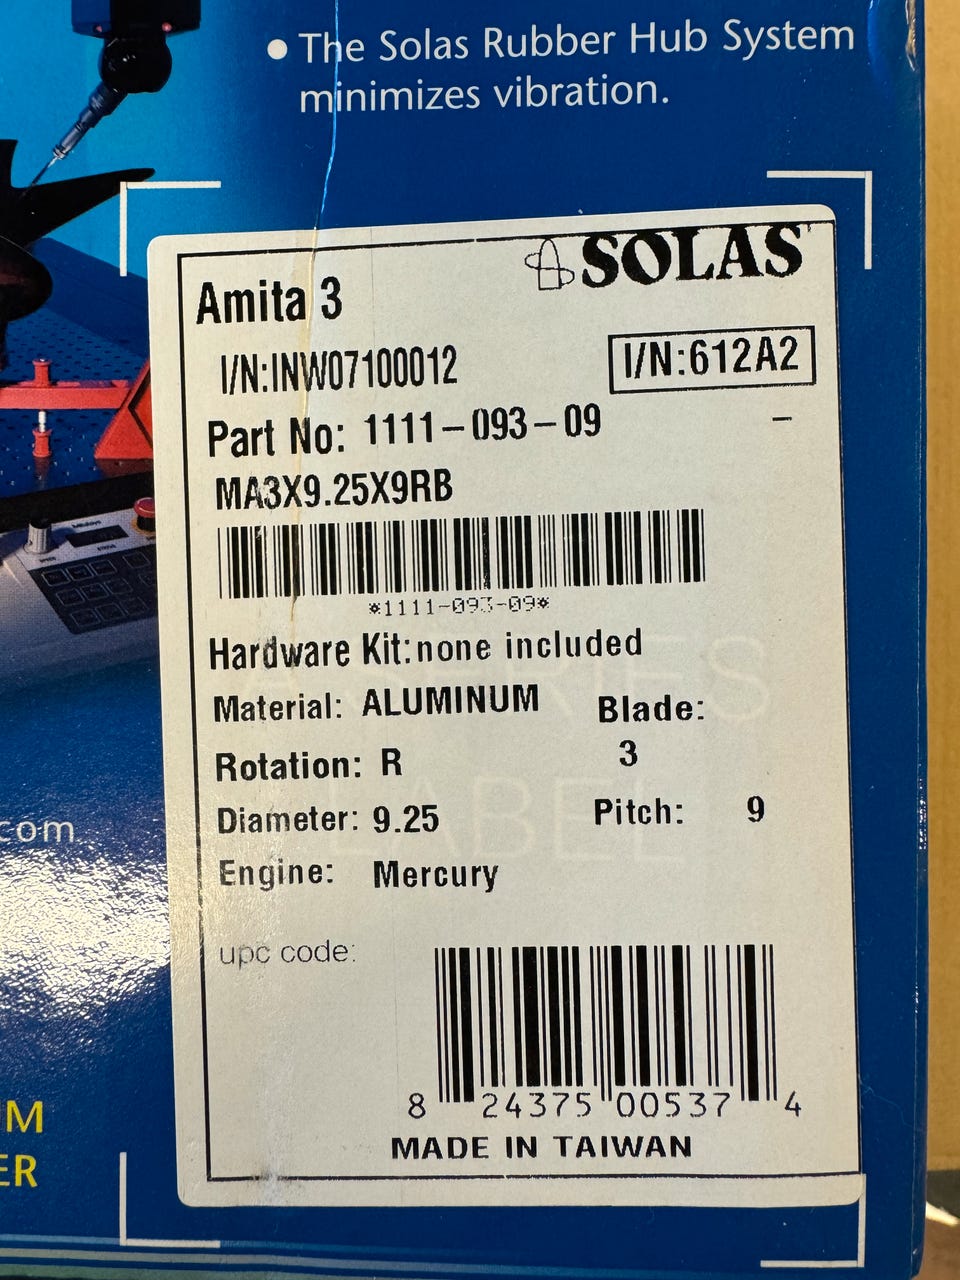 • The Solas Rubber Hub System
minimizes vibration.
SOLAS
Amita 3
I/N:INW07100012
I/N:612A2
Part No: 1111-093-09 -
MA3X9.25X9RB
*1111-093-09*
Hardware Kit:none included
Material: ALUMINUM
Blade:
3
Rotation: R
Diameter: 9.25
Pitch: 9
Engine: Mercury
A SERIES
LABEL
upc code:
8 24375 00537 4
MADE IN TAIWAN
.com
M
ER